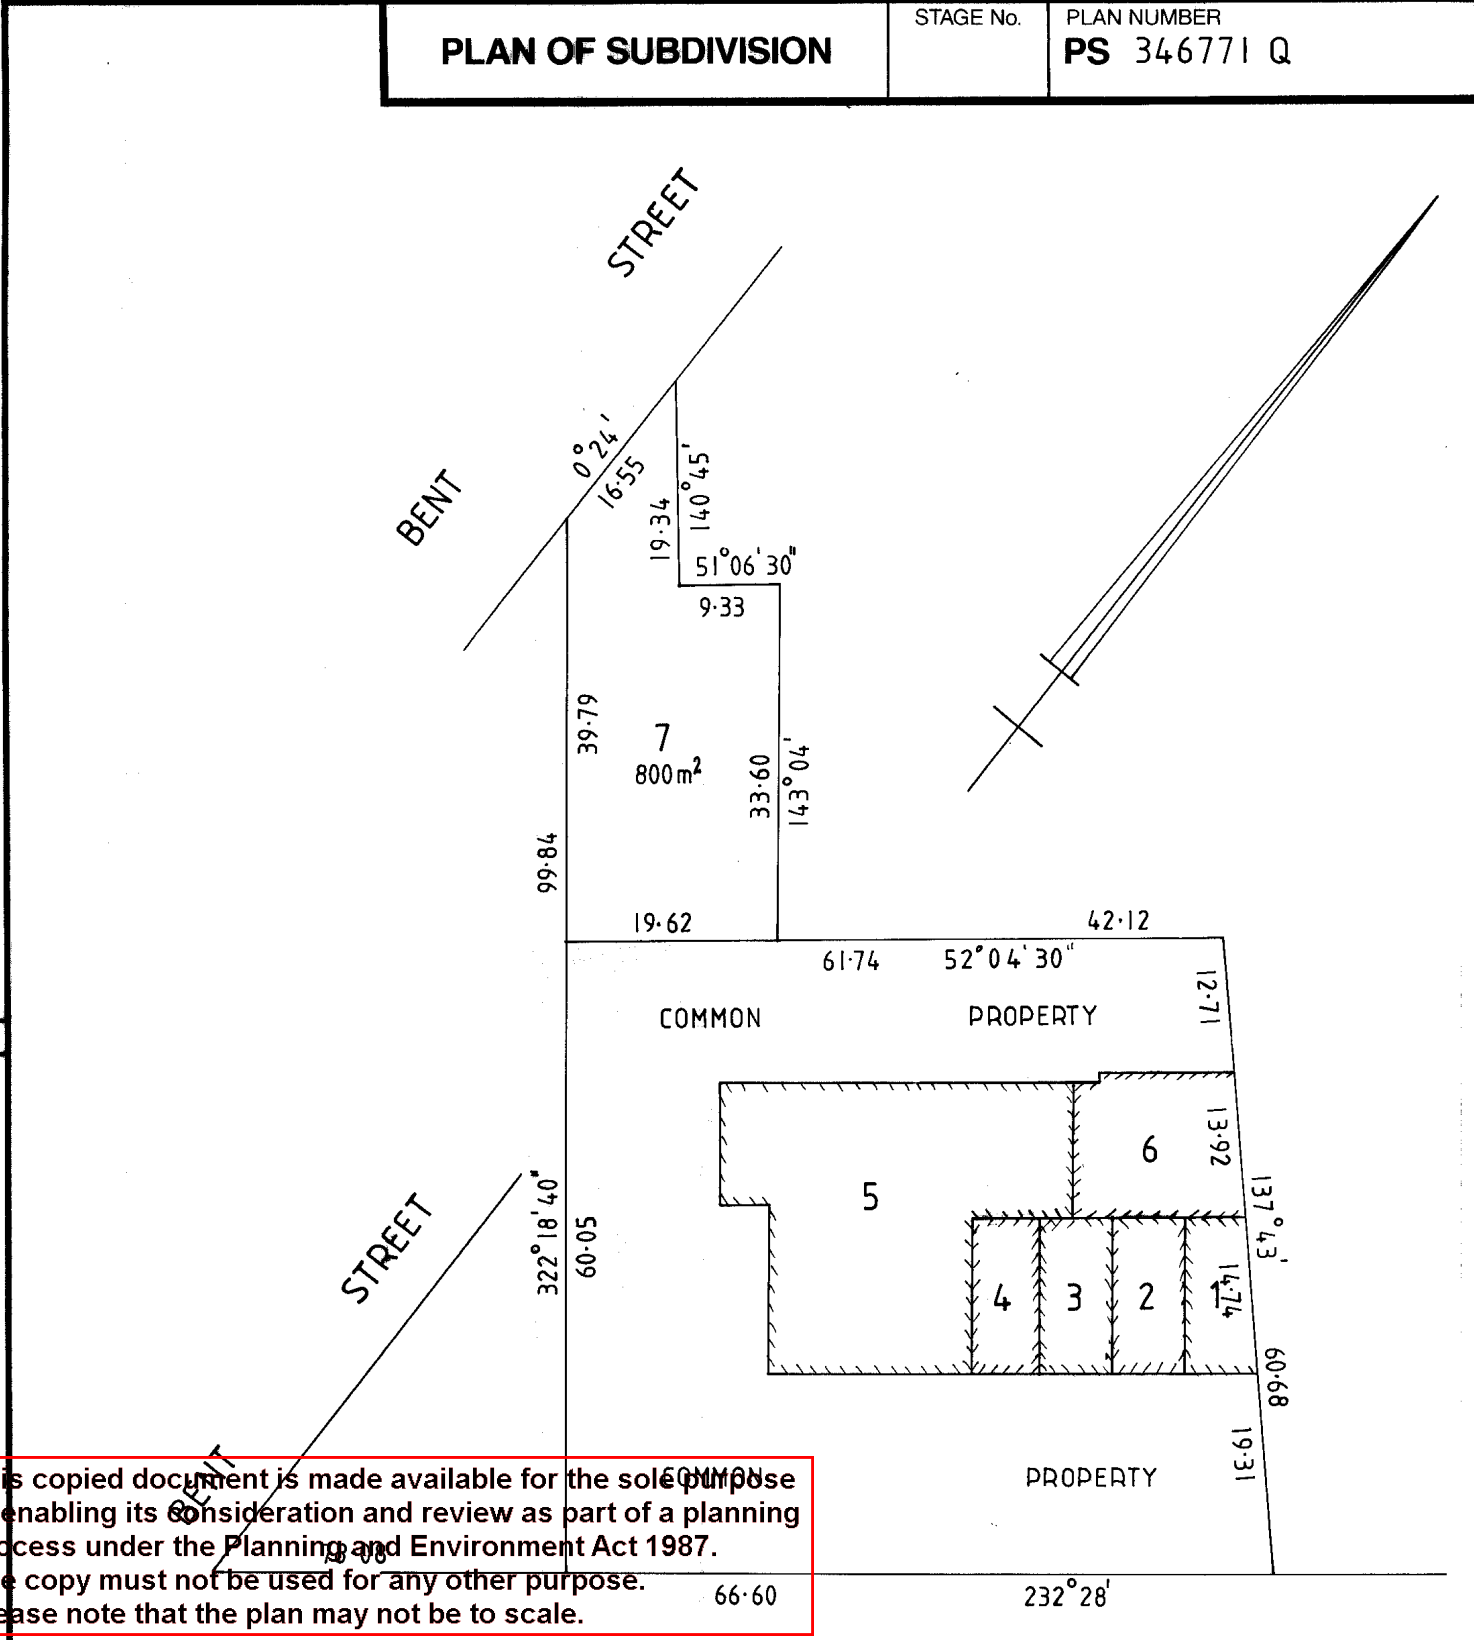 PLAN OF SUBDIVISION
STAGE No.
PLAN NUMBER
PS 346771 Q
STREET
BENT
0°24'
16·55
19·34
140°45'
51°06'30"
9·33
39·79
7
800m²
33·60
143°04'
99·84
19·62
42·12
61·74
52°04'30"
12·71
COMMON PROPERTY
13·92
6
5
137°43'
322°18'40"
60·05
STREET
4
3
2
1
14·74
60·68
19·31
BENT
COMMON PROPERTY
is copied document is made available for the sole purpose
enabling its consideration and review as part of a planning
cess under the Planning and Environment Act 1987.
copy must not be used for any other purpose.
ase note that the plan may not be to scale.
78·08
66·60
232°28'